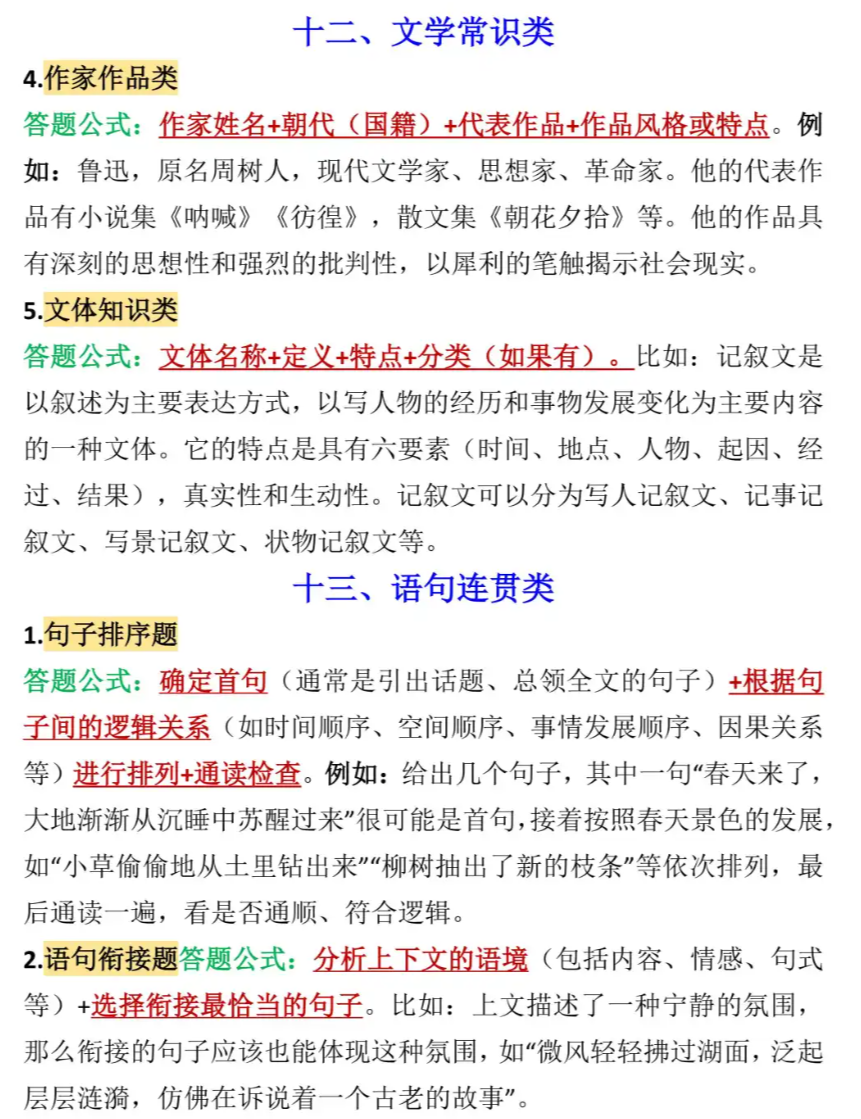 十二、文学常识类
4.作家作品类
答题公式：作家姓名+朝代（国籍）+代表作品+作品风格或特点。例
如：鲁迅，原名周树人，现代文学家、思想家、革命家。他的代表作
品有小说集《呐喊》《彷徨》，散文集《朝花夕拾》等。他的作品具
有深刻的思想性和强烈的批判性，以犀利的笔触揭示社会现实。
5.文体知识类
答题公式：文体名称+定义+特点+分类（如果有）。比如：记叙文是
以叙述为主要表达方式，以写人物的经历和事物发展变化为主要内容
的一种文体。它的特点是具有六要素（时间、地点、人物、起因、经
过、结果），真实性和生动性。记叙文可以分为写人记叙文、记事记
叙文、写景记叙文、状物记叙文等。
十三、语句连贯类
1.句子排序题
答题公式：确定首句（通常是引出话题、总领全文的句子）+根据句
子间的逻辑关系（如时间顺序、空间顺序、事情发展顺序、因果关系
等）进行排列+通读检查。例如：给出几个句子，其中一句“春天来了，
大地渐渐从沉睡中苏醒过来”很可能是首句，接着按照春天景色的发展，
如“小草偷偷地从土里钻出来”“柳树抽出了新的枝条”等依次排列，最
后通读一遍，看是否通顺、符合逻辑。
2.语句衔接题答题公式：分析上下文的语境（包括内容、情感、句式
等）+选择衔接最恰当的句子。比如：上文描述了一种宁静的氛围，
那么衔接的句子应该也能体现这种氛围，如“微风轻轻拂过湖面，泛起
层层涟漪，仿佛在诉说着一个古老的故事”。